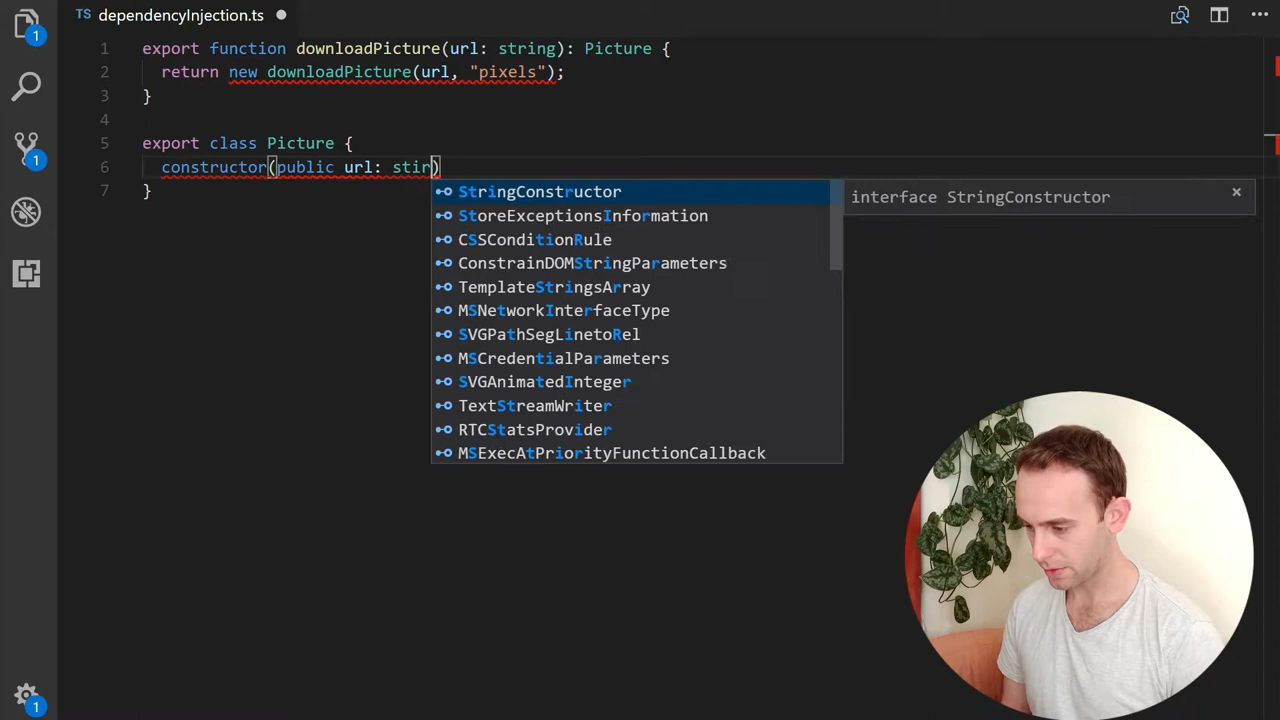 TS dependencyInjection.ts
1 export function downloadPicture(url: string): Picture {
2 return new downloadPicture(url, "pixels");
3 }
4
5 export class Picture {
6 constructor(public url: stir)
7 }
StringConstructor
interface StringConstructor
StoreExceptionsInformation
CSSConditionRule
ConstrainDOMStringParameters
TemplateStringsArray
MSNetworkInterfaceType
SVGPathSegLinetoRel
MSCredentialParameters
SVGAnimatedInteger
TextStreamWriter
RTCStatsProvider
MSExecAtPriorityFunctionCallback
1
1
1